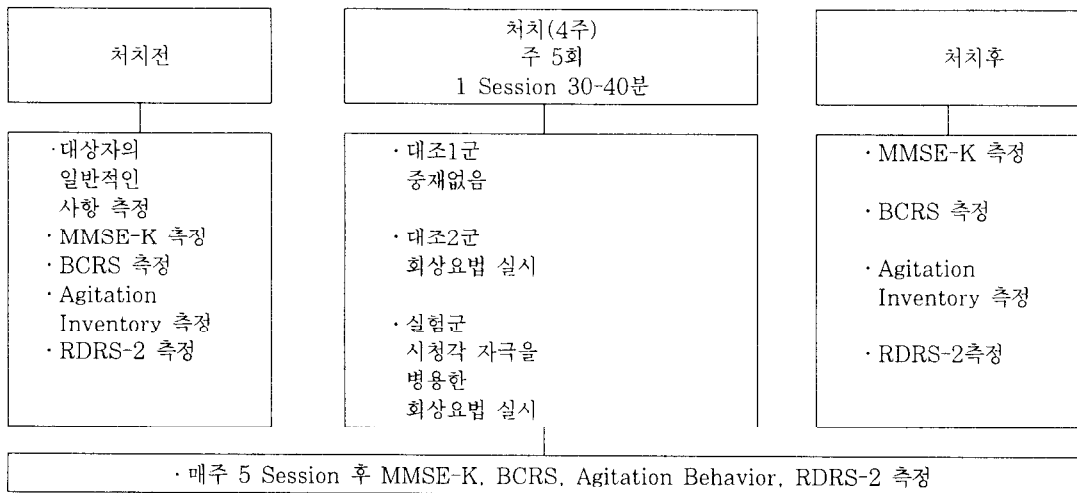 처치전
처치(4주)
주 5회
1 Session 30-40분
처치후
·대상자의
일반적인
사항 측정
·MMSE-K 측정
·BCRS 측정
·Agitation
Inventory 측정
·RDRS-2 측정
·대조1군
중재없음
·대조2군
회상요법 실시
·실험군
시청각 자극을
병용한
회상요법 실시
·MMSE-K 측정
·BCRS 측정
·Agitation
Inventory 측정
·RDRS-2측정
·매주 5 Session 후 MMSE-K, BCRS, Agitation Behavior, RDRS-2 측정